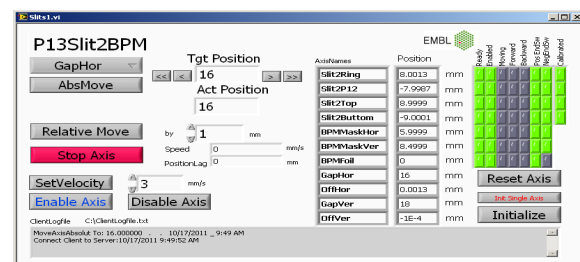 Slits1.vi
P13Slit2BPM
EMBL
GapHor
AbsMove
Tgt Position
<< < 16 > >>
Act Position
16
Relative Move
by 1 mm
Stop Axis
Speed 0 mm/s
PositionLag 0 mm
SetVelocity
3 mm/s
Enable Axis
Disable Axis
AxisNames Position
Slit2Ring 8.0013 mm
Slit2P12 -7.9987 mm
Slit2Top 8.9999 mm
Slit2Buttom -9.0001 mm
BPMMaskHor 5.9999 mm
BPMMaskVer 8.4999 mm
BPMFoil 0 mm
GapHor 16 mm
OffHor 0.0013 mm
GapVer 18 mm
OffVer -1E-4 mm
Ready
Enabled
Moving
Forward
Backward
Pos EndSw
NegEndSw
Calibrated
Reset Axis
Init Single Axis
Initialize
ClientLogfile C:\ClientLogfile.txt
MoveAxisAbsolut To: 16.000000 . . 10/17/2011 _ 9:49 AM
Connect Client to Server:10/17/2011 9:49:52 AM